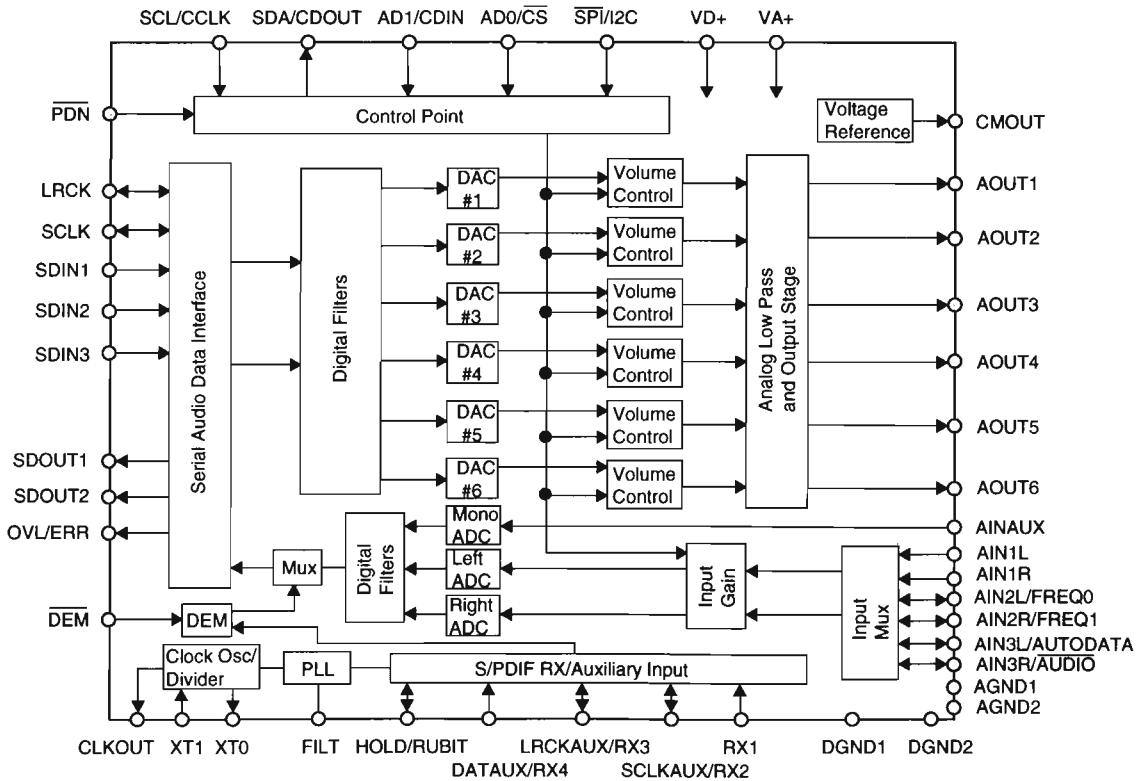 SCL/CCLK SDA/CDOUT AD1/CDIN AD0/C̅S̅ S̅P̅I̅/I2C VD+ VA+
P̅D̅N̅
Control Point
Voltage
Reference
CMOUT
LRCK
SCLK
SDIN1
SDIN2
SDIN3
SDOUT1
SDOUT2
OVL/ERR
D̅E̅M̅
Serial Audio Data Interface
Digital Filters
DAC
#1
DAC
#2
DAC
#3
DAC
#4
DAC
#5
DAC
#6
Volume
Control
Volume
Control
Volume
Control
Volume
Control
Volume
Control
Volume
Control
Analog Low Pass
and Output Stage
AOUT1
AOUT2
AOUT3
AOUT4
AOUT5
AOUT6
AINAUX
AIN1L
AIN1R
AIN2L/FREQ0
AIN2R/FREQ1
AIN3L/AUTODATA
AIN3R/A̅U̅D̅I̅O̅
AGND1
AGND2
Mono
ADC
Left
ADC
Right
ADC
Digital
Filters
Mux
DEM
Input
Gain
Input
Mux
Clock Osc/
Divider
PLL
S/PDIF RX/Auxiliary Input
CLKOUT XT1 XT0 FILT HOLD/RUBIT LRCKAUX/RX3 RX1 DGND1 DGND2
DATAUX/RX4 SCLKAUX/RX2